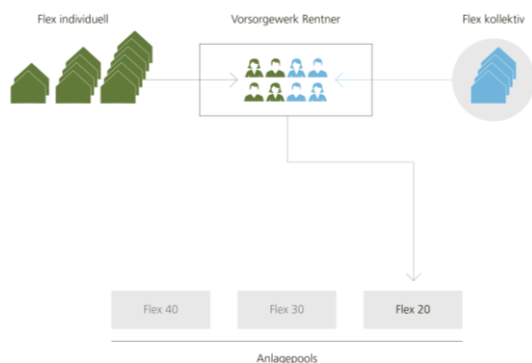 Flex individuell
Vorsorgewerk Rentner
Flex kollektiv
Flex 40
Flex 30
Flex 20
Anlagepools